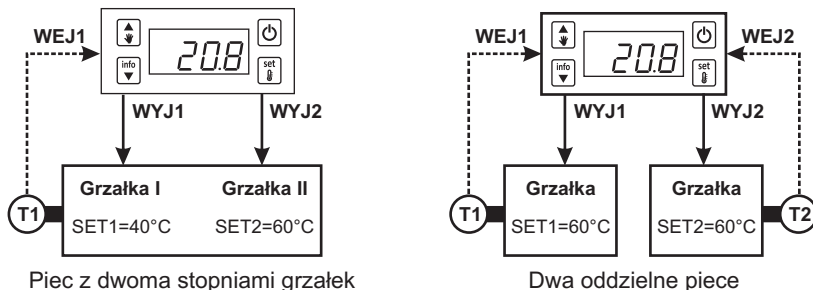 WEJ1
20.8
info
set
WYJ1
WYJ2
Grzałka I
Grzałka II
T1
SET1=40°C
SET2=60°C
Piec z dwoma stopniami grzałek
WEJ1
20.8
info
set
WEJ2
WYJ1
WYJ2
Grzałka
Grzałka
T1
SET1=60°C
SET2=60°C
T2
Dwa oddzielne piece